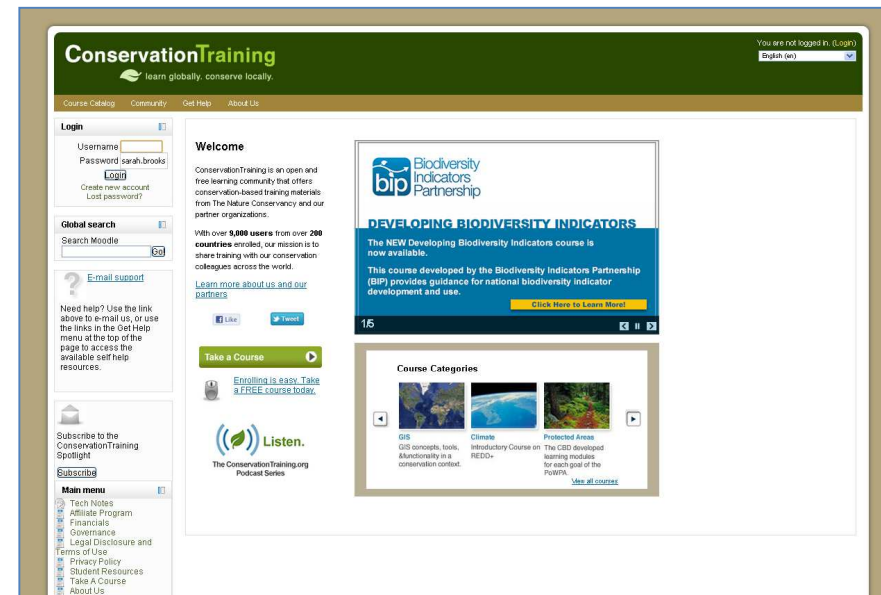 ConservationTraining
learn globally. conserve locally.
You are not logged in. (Login)
English (en)
Course Catalog Community Get Help About Us
Login
Username
Password sarah.brooks
Login
Create new account
Lost password?
Global search
Search Moodle
Go!
E-mail support
Need help? Use the link
above to e-mail us, or use
the links in the Get Help
menu at the top of the
page to access the
available self help
resources.
Subscribe to the
ConservationTraining
Spotlight
Subscribe
Main menu
Tech Notes
Affiliate Program
Financials
Governance
Legal Disclosure and
Terms of Use
Privacy Policy
Student Resources
Take A Course
About Us
Welcome
ConservationTraining is an open and
free learning community that offers
conservation-based training materials
from The Nature Conservancy and our
partner organizations.
With over 9,000 users from over 200
countries enrolled, our mission is to
share training with our conservation
colleagues across the world.
Learn more about us and our
partners
Like Tweet
Take a Course
Enrolling is easy. Take
a FREE course today.
Listen.
The ConservationTraining.org
Podcast Series
bip Biodiversity
Indicators
Partnership
DEVELOPING BIODIVERSITY INDICATORS
The NEW Developing Biodiversity Indicators course is
now available.
This course developed by the Biodiversity Indicators Partnership
(BIP) provides guidance for national biodiversity indicator
development and use.
Click Here to Learn More!
1/5
Course Categories
GIS
GIS concepts, tools,
&functionality in a
conservation context.
Climate
Introductory Course on
REDD+
Protected Areas
The CBD developed
learning modules
for each goal of the
PoWPA.
View all courses